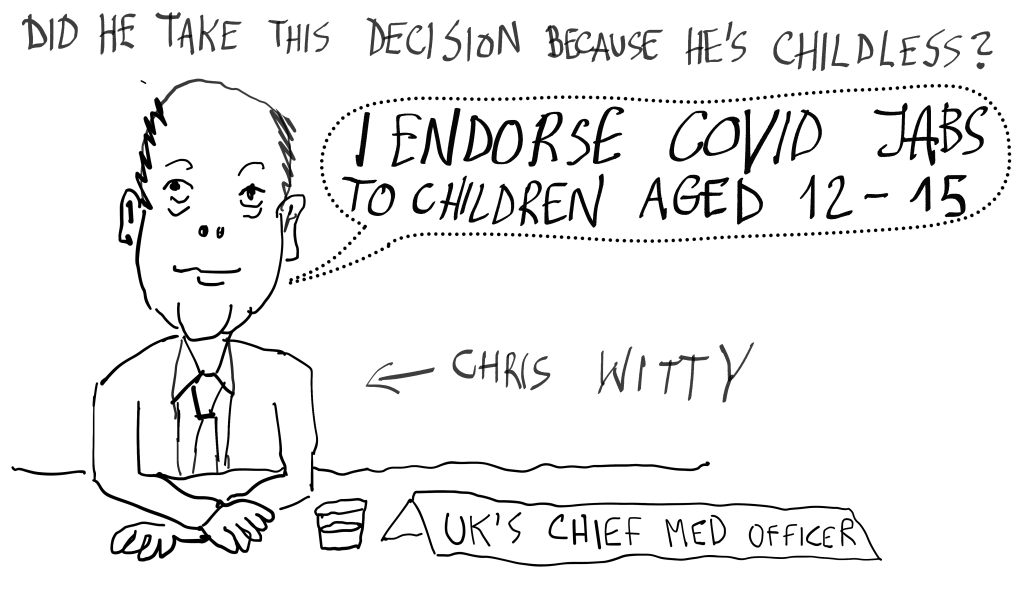 DID HE TAKE THIS DECISION BECAUSE HE'S CHILDLESS?
I ENDORSE COVID JABS
TO CHILDREN AGED 12-15
← CHRIS WITTY
UK'S CHIEF MED OFFICER